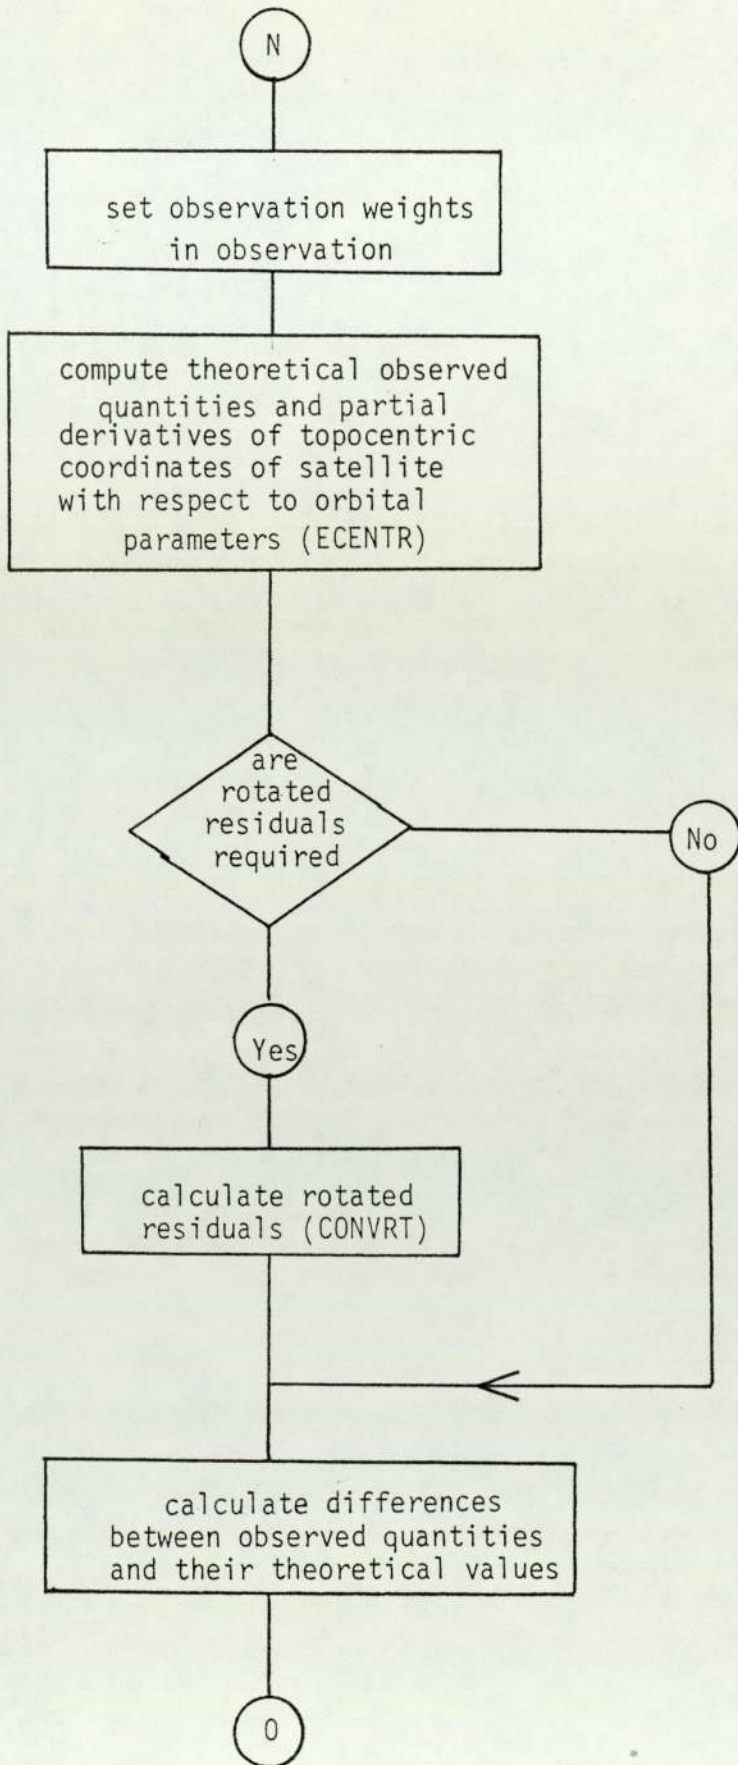 N
set observation weights
in observation
compute theoretical observed
quantities and partial
derivatives of topocentric
coordinates of satellite
with respect to orbital
parameters (ECENTR)
are
rotated
residuals
required
No
Yes
calculate rotated
residuals (CONVRT)
calculate differences
between observed quantities
and their theoretical values
O